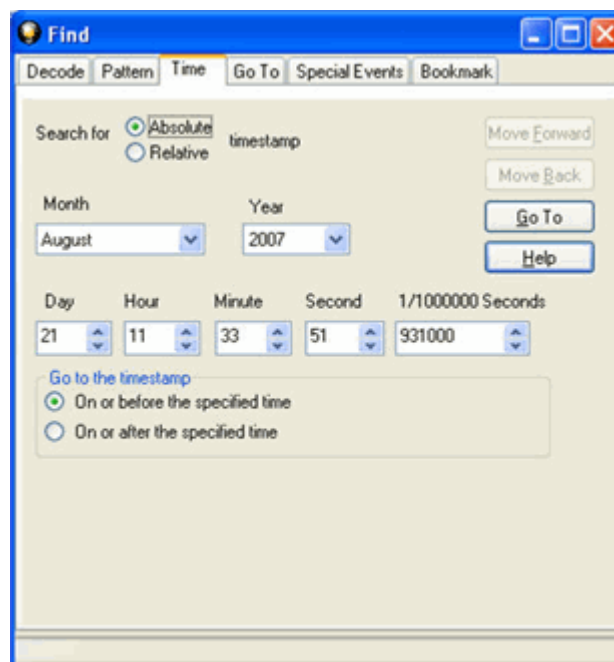 Find
Decode Pattern Time Go To Special Events Bookmark
Search for Absolute timestamp Move Forward
Relative
Move Back
Month Year Go To
August 2007
Help
Day Hour Minute Second 1/1000000 Seconds
21 11 33 51 931000
Go to the timestamp
On or before the specified time
On or after the specified time